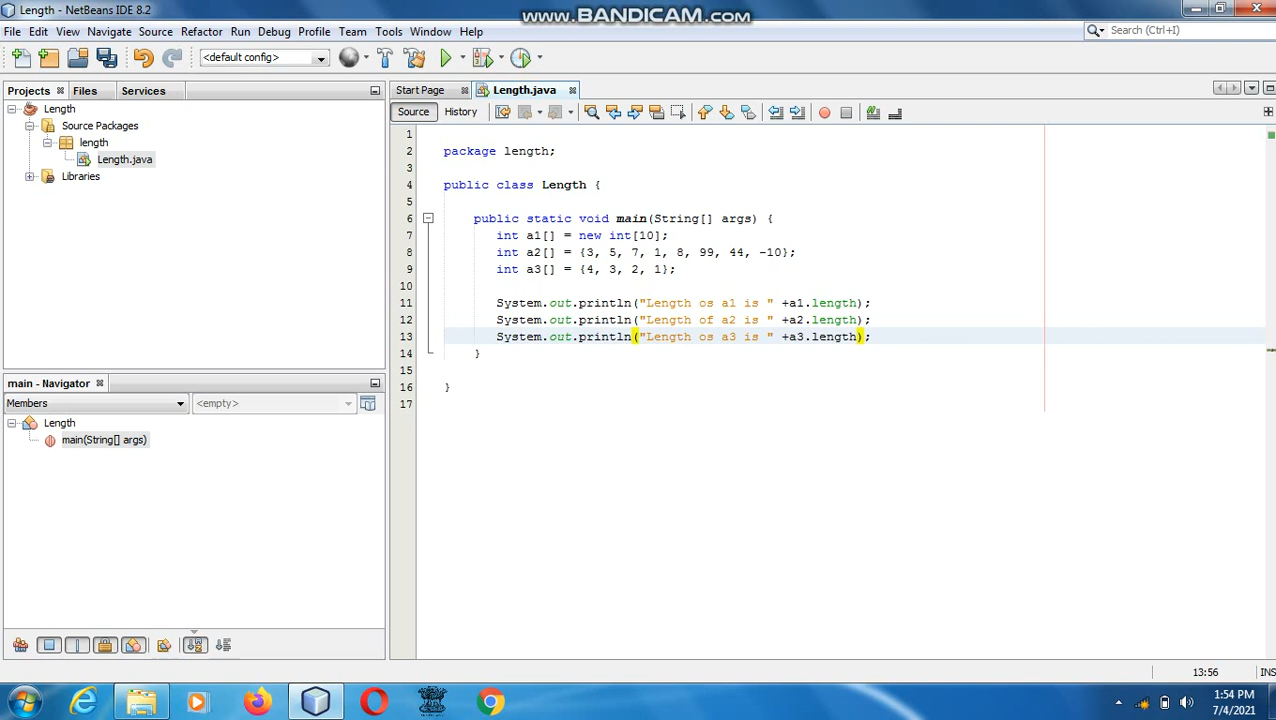 Length - NetBeans IDE 8.2
www.BANDICAM.com
File Edit View Navigate Source Refactor Run Debug Profile Team Tools Window Help
Search (Ctrl+I)
<default config>
Projects Files Services
Start Page Length.java
Source History
Length
Source Packages
length
Length.java
Libraries
1
2 package length;
3
4 public class Length {
5
6 public static void main(String[] args) {
7 int a1[] = new int[10];
8 int a2[] = {3, 5, 7, 1, 8, 99, 44, -10};
9 int a3[] = {4, 3, 2, 1};
10
11 System.out.println("Length os a1 is " +a1.length);
12 System.out.println("Length of a2 is " +a2.length);
13 System.out.println("Length os a3 is " +a3.length);
14 }
15
16 }
17
main - Navigator
Members <empty>
Length
main(String[] args)
13:56 INS
1:54 PM
7/4/2021